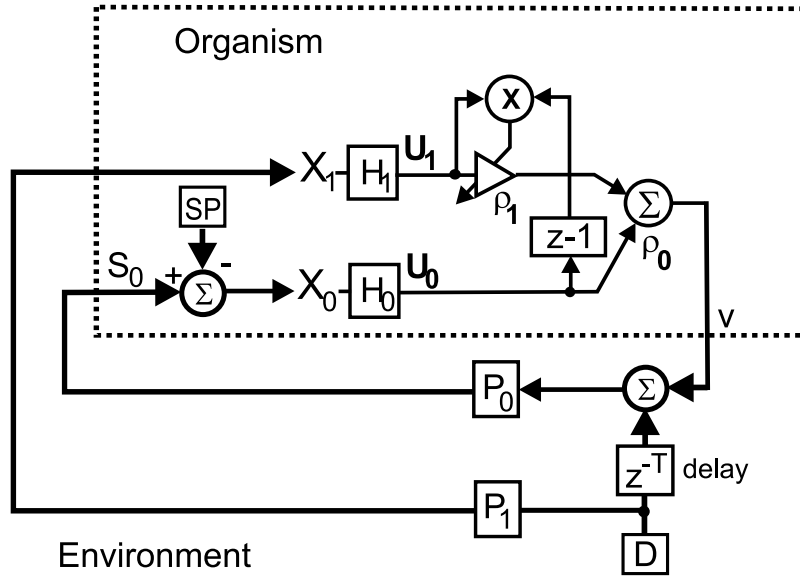 Organism
X
X₁
H₁
U₁
ρ₁
SP
Σ
z-1
ρ₀
S₀
+
-
Σ
X₀
H₀
U₀
v
P₀
Σ
z⁻ᵀ
delay
P₁
D
Environment